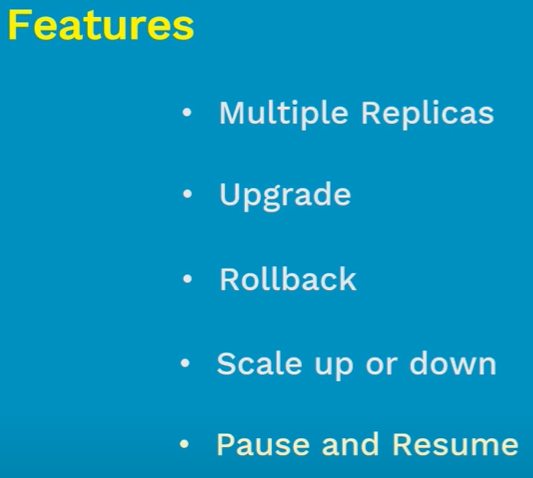 Features
• Multiple Replicas
• Upgrade
• Rollback
• Scale up or down
• Pause and Resume